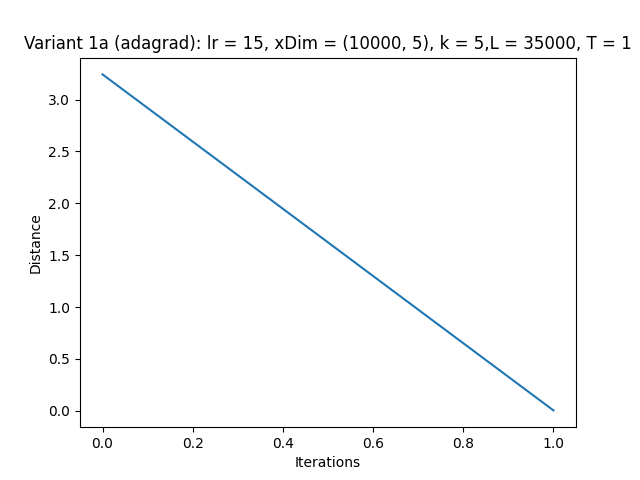 Variant 1a (adagrad): lr = 15, xDim = (10000, 5), k = 5,L = 35000, T = 1
3.0
2.5
2.0
1.5
1.0
0.5
0.0
Distance
0.0 0.2 0.4 0.6 0.8 1.0
Iterations